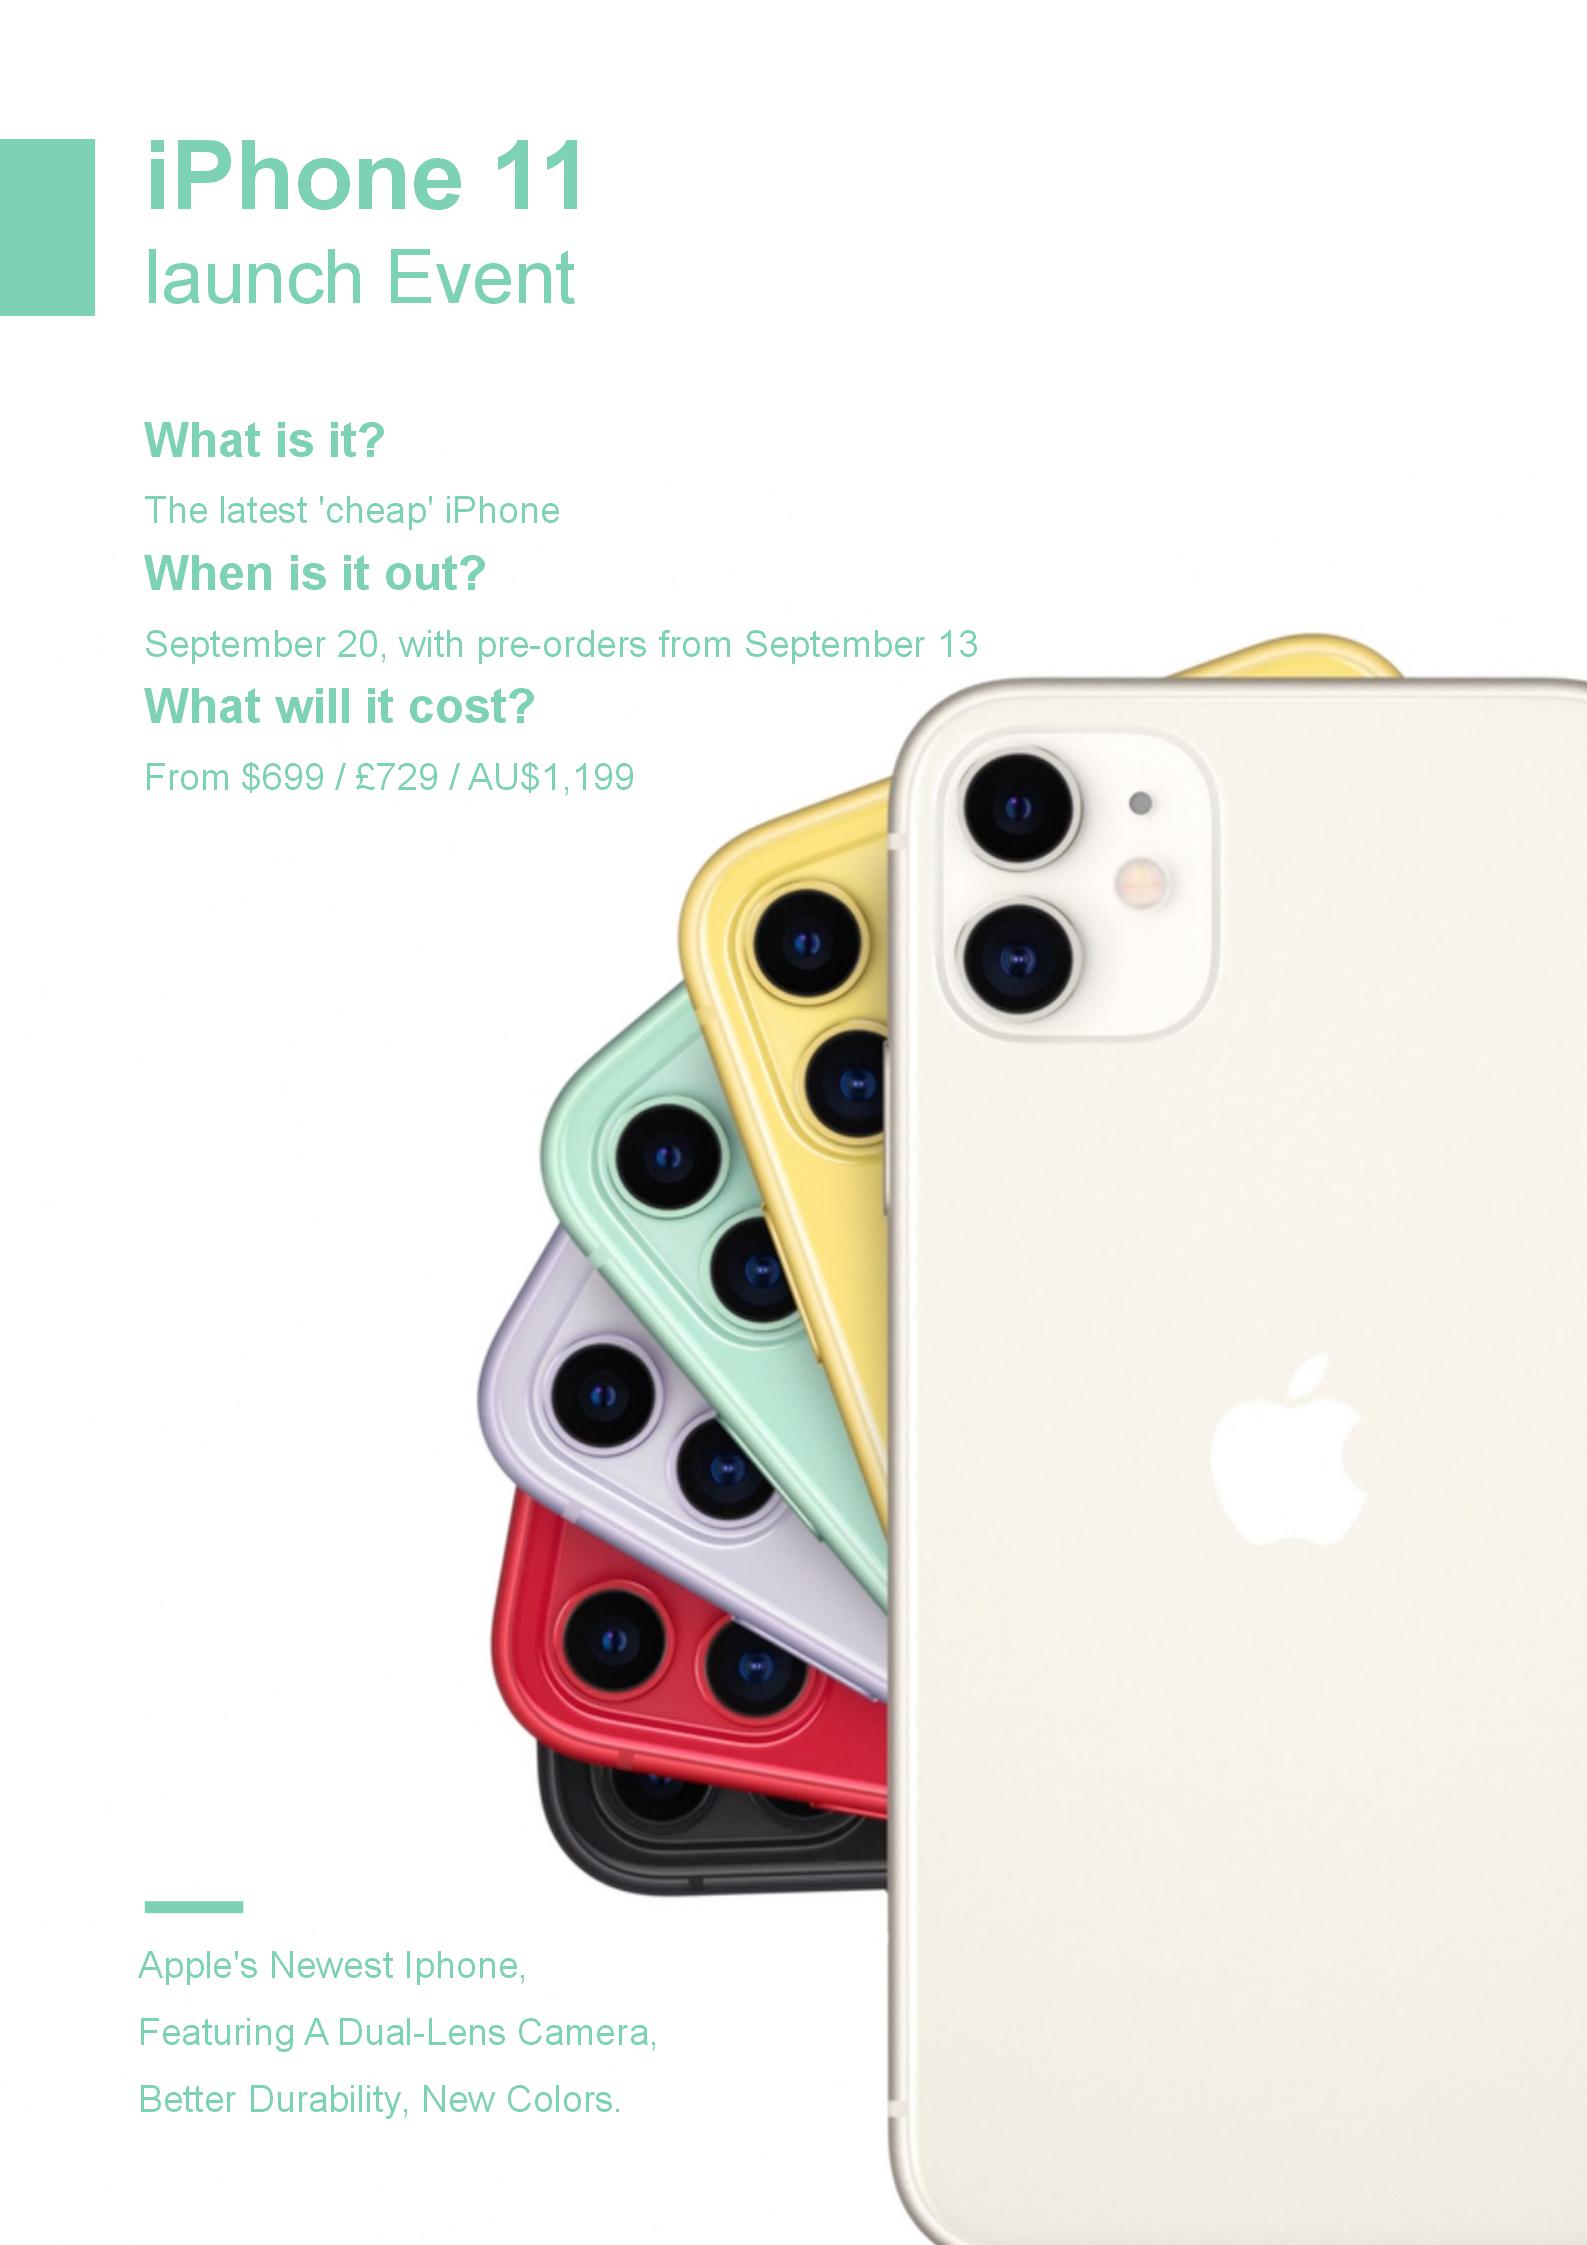 iPhone 11
launch Event
What is it?
The latest 'cheap' iPhone
When is it out?
September 20, with pre-orders from September 13
What will it cost?
From $699 / £729 / AU$1,199
Apple's Newest Iphone,
Featuring A Dual-Lens Camera,
Better Durability, New Colors.